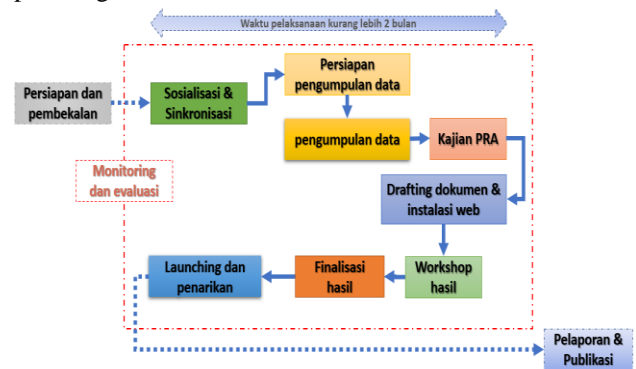 Waktu pelaksanaan kurang lebih 2 bulan
Persiapan dan
pembekalan
Sosialisasi &
Sinkronisasi
Persiapan
pengumpulan data
pengumpulan data
Kajian PRA
Monitoring
dan evaluasi
Drafting dokumen &
instalasi web
Workshop
hasil
Finalisasi
hasil
Launching dan
penarikan
Pelaporan &
Publikasi